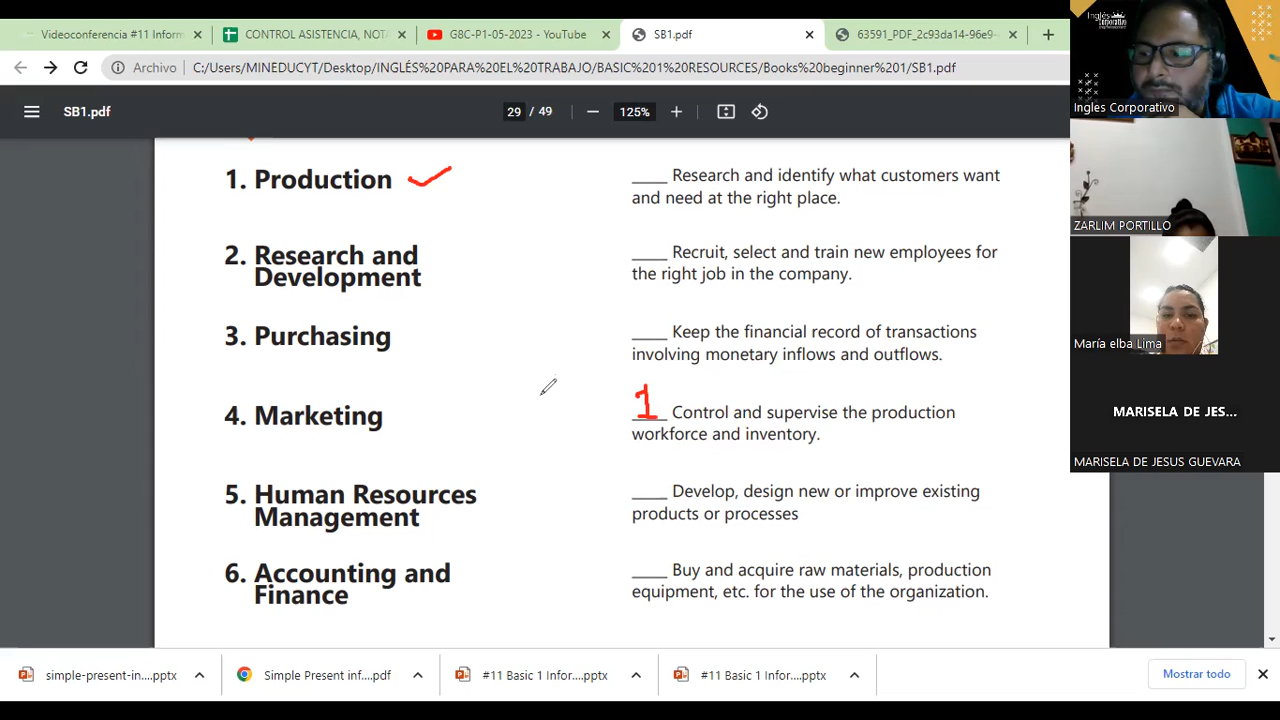 Videoconferencia #11 Inform
CONTROL ASISTENCIA, NOT
G8C-P1-05-2023 - YouTube
SB1.pdf
63591_PDF_2c93da14-96e9-
Archivo
C:/Users/MINEDUCYT/Desktop/INGLÉS%20PARA%20EL%20TRABAJO/BASIC%201%20RESOURCES/Books%20beginner%201/SB1.pdf
SB1.pdf
29 / 49
125%
1. Production
____ Research and identify what customers want
and need at the right place.
2. Research and
Development
____ Recruit, select and train new employees for
the right job in the company.
3. Purchasing
____ Keep the financial record of transactions
involving monetary inflows and outflows.
4. Marketing
1 ____ Control and supervise the production
workforce and inventory.
5. Human Resources
Management
____ Develop, design new or improve existing
products or processes
6. Accounting and
Finance
____ Buy and acquire raw materials, production
equipment, etc. for the use of the organization.
Inglés
Corporativo
Ingles Corporativo
ZARLIM PORTILLO
María elba Lima
MARISELA DE JES...
MARISELA DE JESUS GUEVARA
simple-present-in....pptx
Simple Present inf....pdf
#11 Basic 1 Infor....pptx
#11 Basic 1 Infor....pptx
Mostrar todo